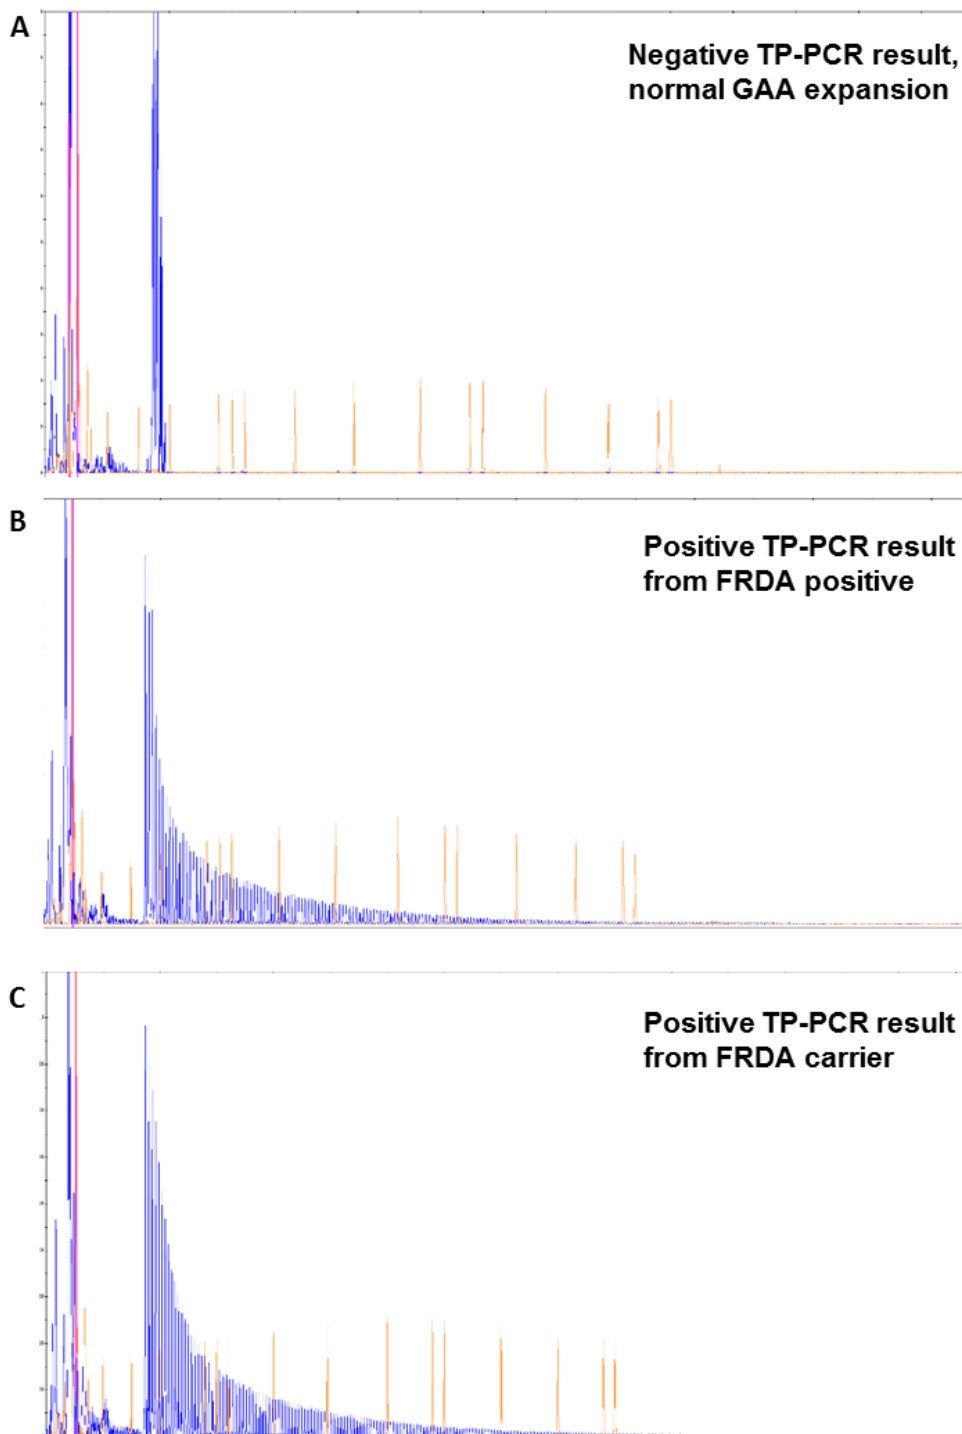 A
Negative TP-PCR result,
normal GAA expansion
B
Positive TP-PCR result
from FRDA positive
C
Positive TP-PCR result
from FRDA carrier